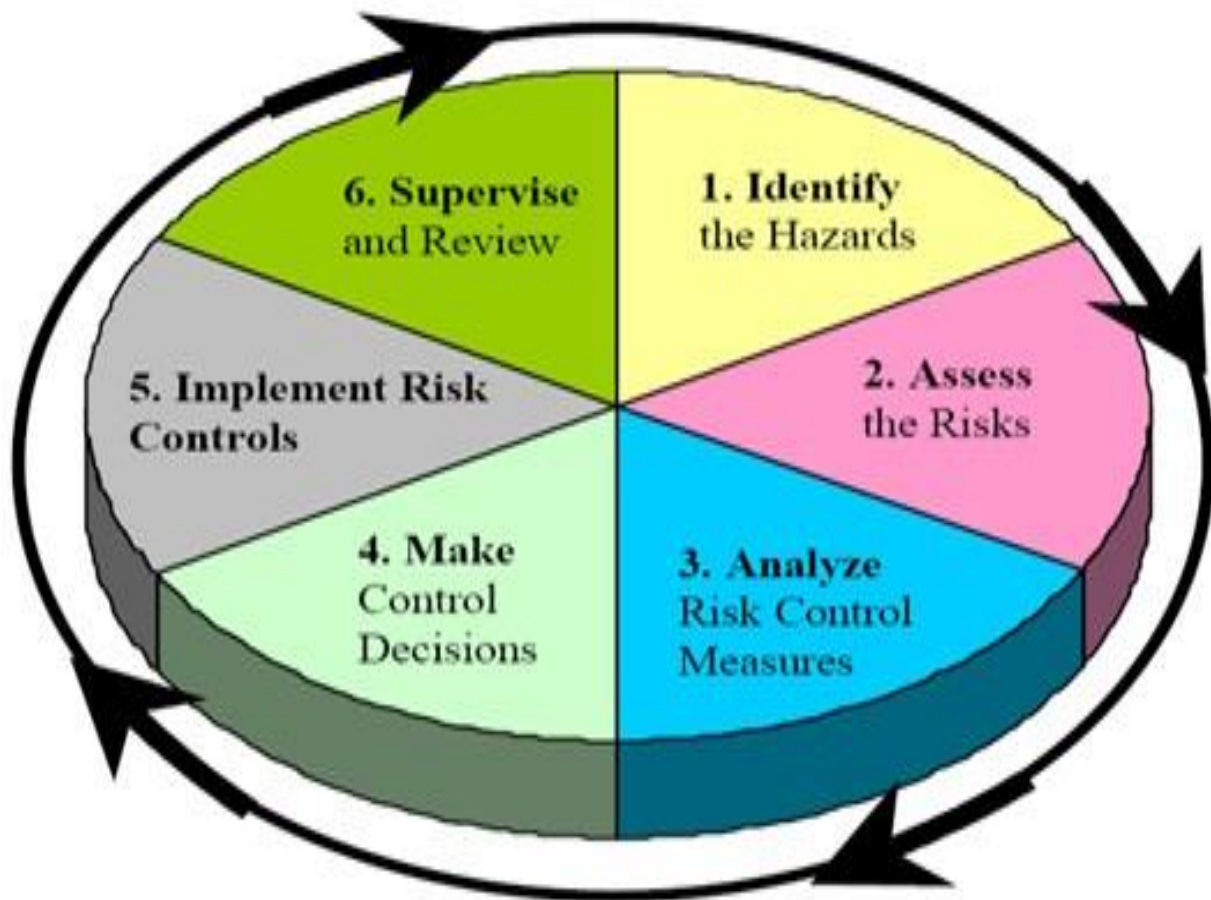 1. Identify
the Hazards
2. Assess
the Risks
3. Analyze
Risk Control
Measures
4. Make
Control
Decisions
5. Implement Risk
Controls
6. Supervise
and Review